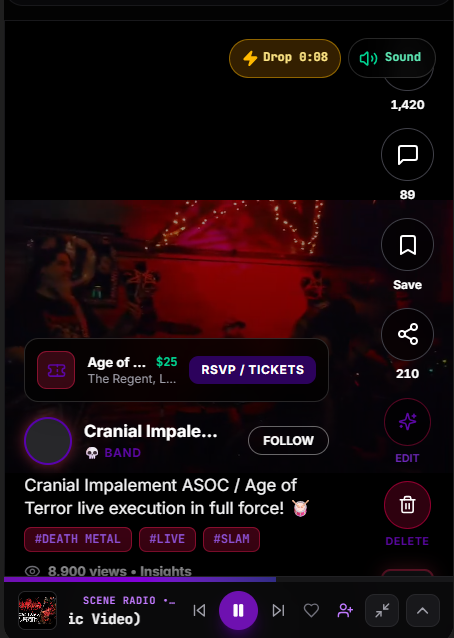 Drop 0:08
Sound
1,420
89
Save
Age of ... $25
The Regent, L...
RSVP / TICKETS
210
Cranial Impale...
BAND
FOLLOW
EDIT
Cranial Impalement ASOC / Age of
Terror live execution in full force!
#DEATH METAL
#LIVE
#SLAM
DELETE
8,900 views • Insights
SCENE RADIO •...
ic Video)